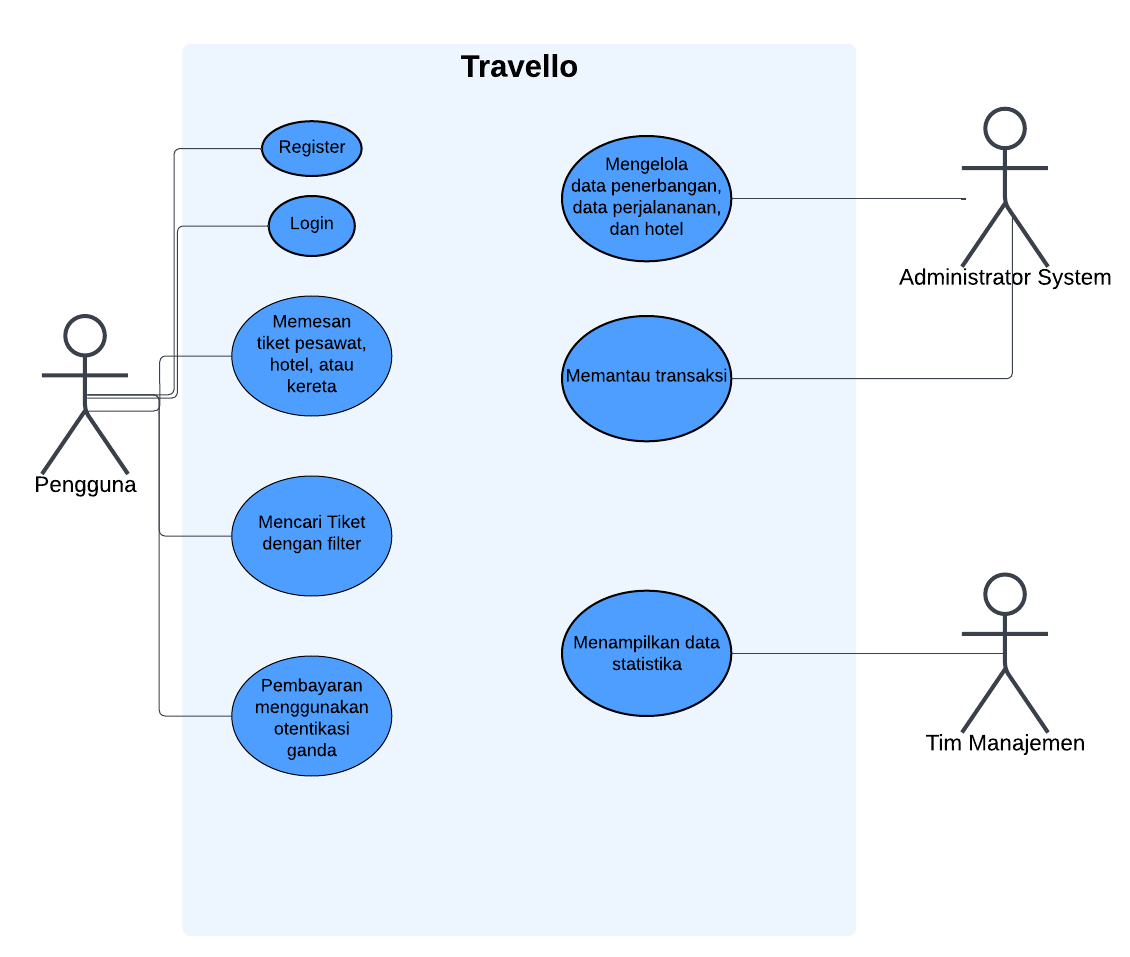 Travello
Register
Login
Memesan
tiket pesawat,
hotel, atau
kereta
Pengguna
Mencari Tiket
dengan filter
Pembayaran
menggunakan
otentikasi
ganda
Mengelola
data penerbangan,
data perjalananan,
dan hotel
Administrator System
Memantau transaksi
Menampilkan data
statistika
Tim Manajemen